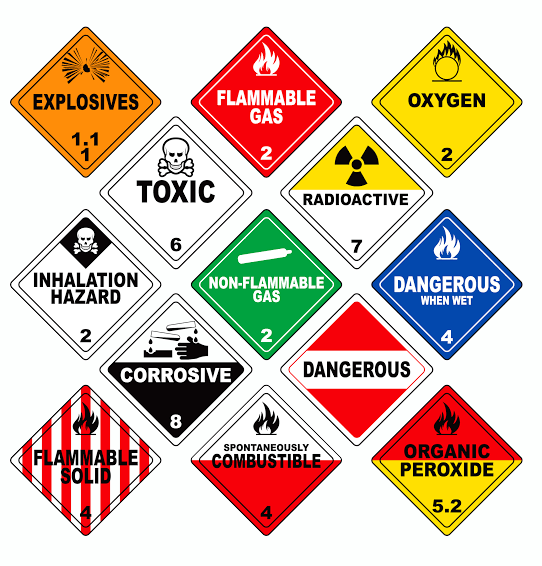 EXPLOSIVES
1.1
1
FLAMMABLE
GAS
2
OXYGEN
2
TOXIC
6
RADIOACTIVE
7
INHALATION
HAZARD
2
NON-FLAMMABLE
GAS
2
DANGEROUS
WHEN WET
4
CORROSIVE
8
DANGEROUS
FLAMMABLE
SOLID
4
SPONTANEOUSLY
COMBUSTIBLE
4
ORGANIC
PEROXIDE
5.2